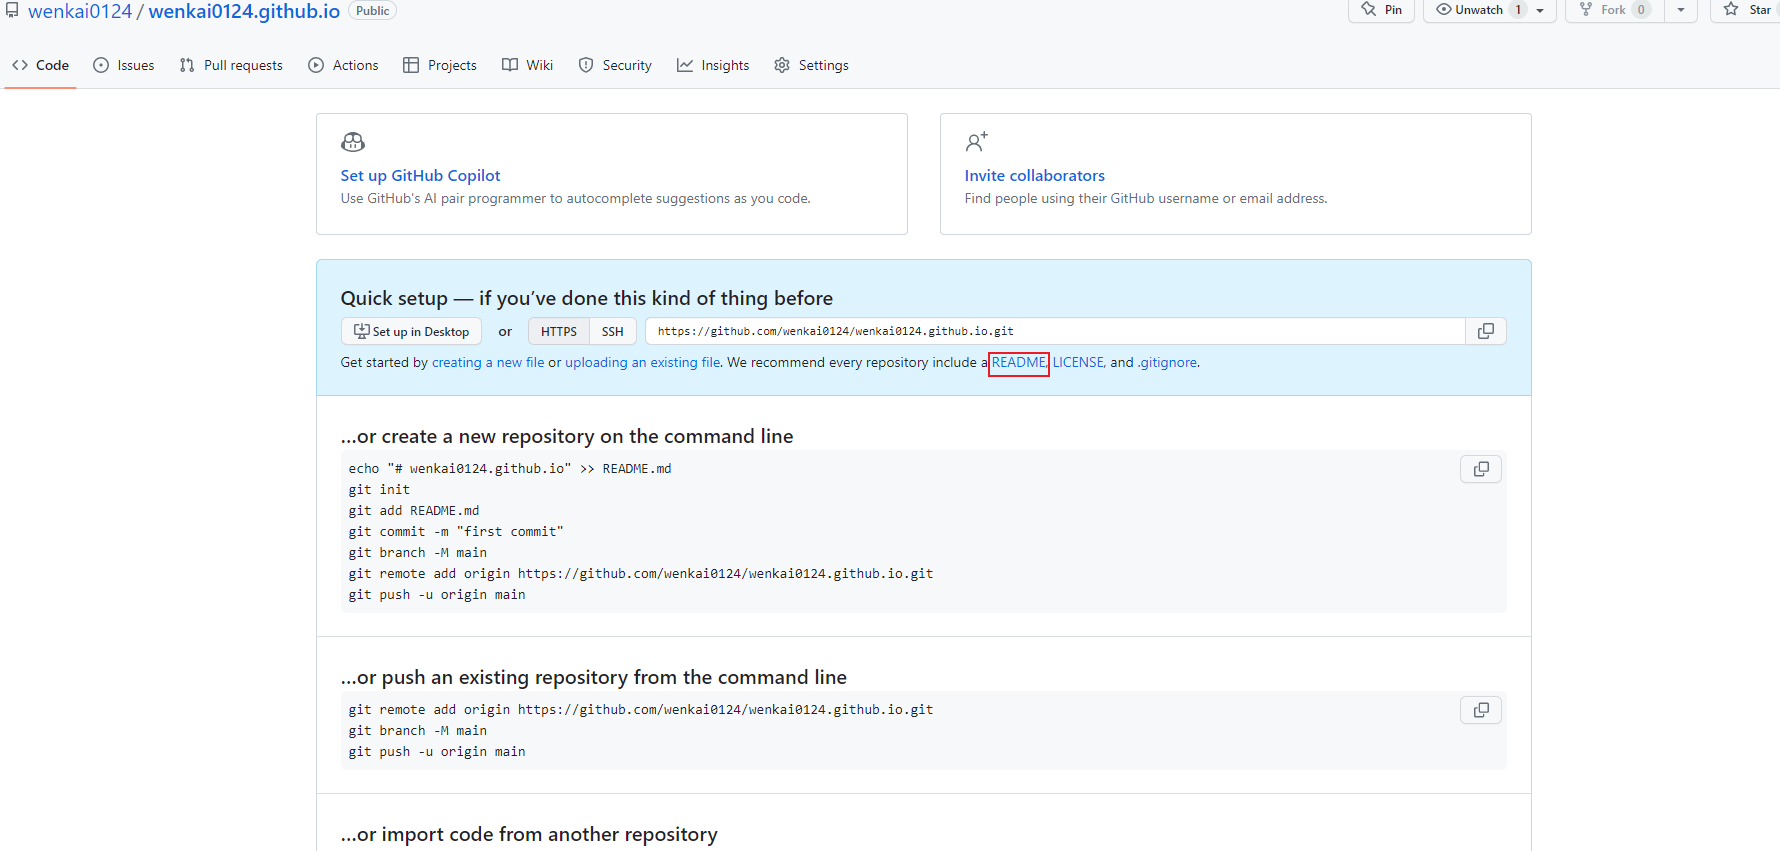 wenkai0124 / wenkai0124.github.io Public
Pin Unwatch 1 Fork 0 Star
Code Issues Pull requests Actions Projects Wiki Security Insights Settings
Set up GitHub Copilot
Use GitHub's AI pair programmer to autocomplete suggestions as you code.
Invite collaborators
Find people using their GitHub username or email address.
Quick setup — if you’ve done this kind of thing before
Set up in Desktop or HTTPS SSH https://github.com/wenkai0124/wenkai0124.github.io.git
Get started by creating a new file or uploading an existing file. We recommend every repository include a README, LICENSE, and .gitignore.
…or create a new repository on the command line
echo "# wenkai0124.github.io" >> README.md
git init
git add README.md
git commit -m "first commit"
git branch -M main
git remote add origin https://github.com/wenkai0124/wenkai0124.github.io.git
git push -u origin main
…or push an existing repository from the command line
git remote add origin https://github.com/wenkai0124/wenkai0124.github.io.git
git branch -M main
git push -u origin main
…or import code from another repository